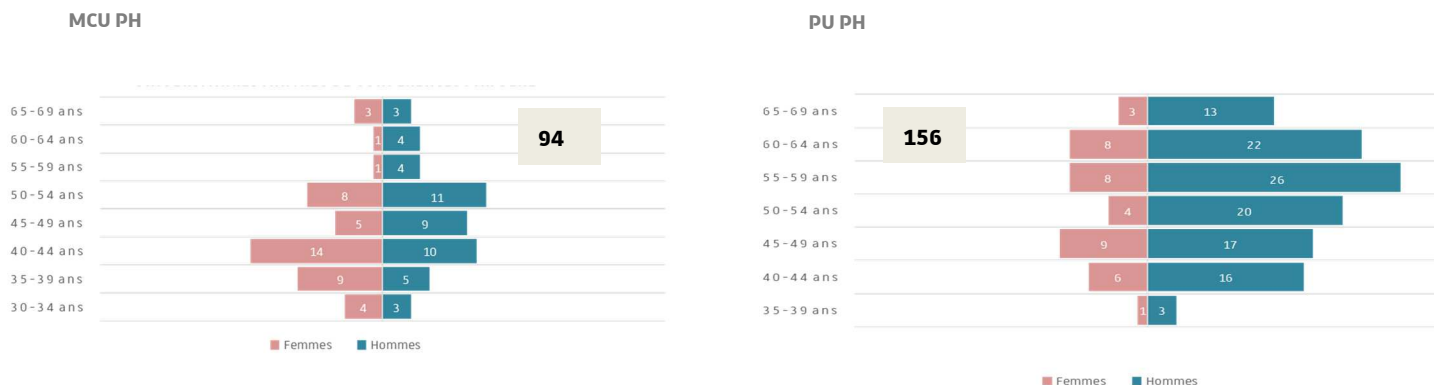 MCU PH
65-69 ans 3 3
94
60-64 ans 1 4
55-59 ans 1 4
50-54 ans 8 11
45-49 ans 5 9
40-44 ans 14 10
35-39 ans 9 5
30-34 ans 4 3
Femmes Hommes
PU PH
65-69 ans 3 13
156
60-64 ans 8 22
55-59 ans 8 26
50-54 ans 4 20
45-49 ans 9 17
40-44 ans 6 16
35-39 ans 1 3
Femmes Hommes